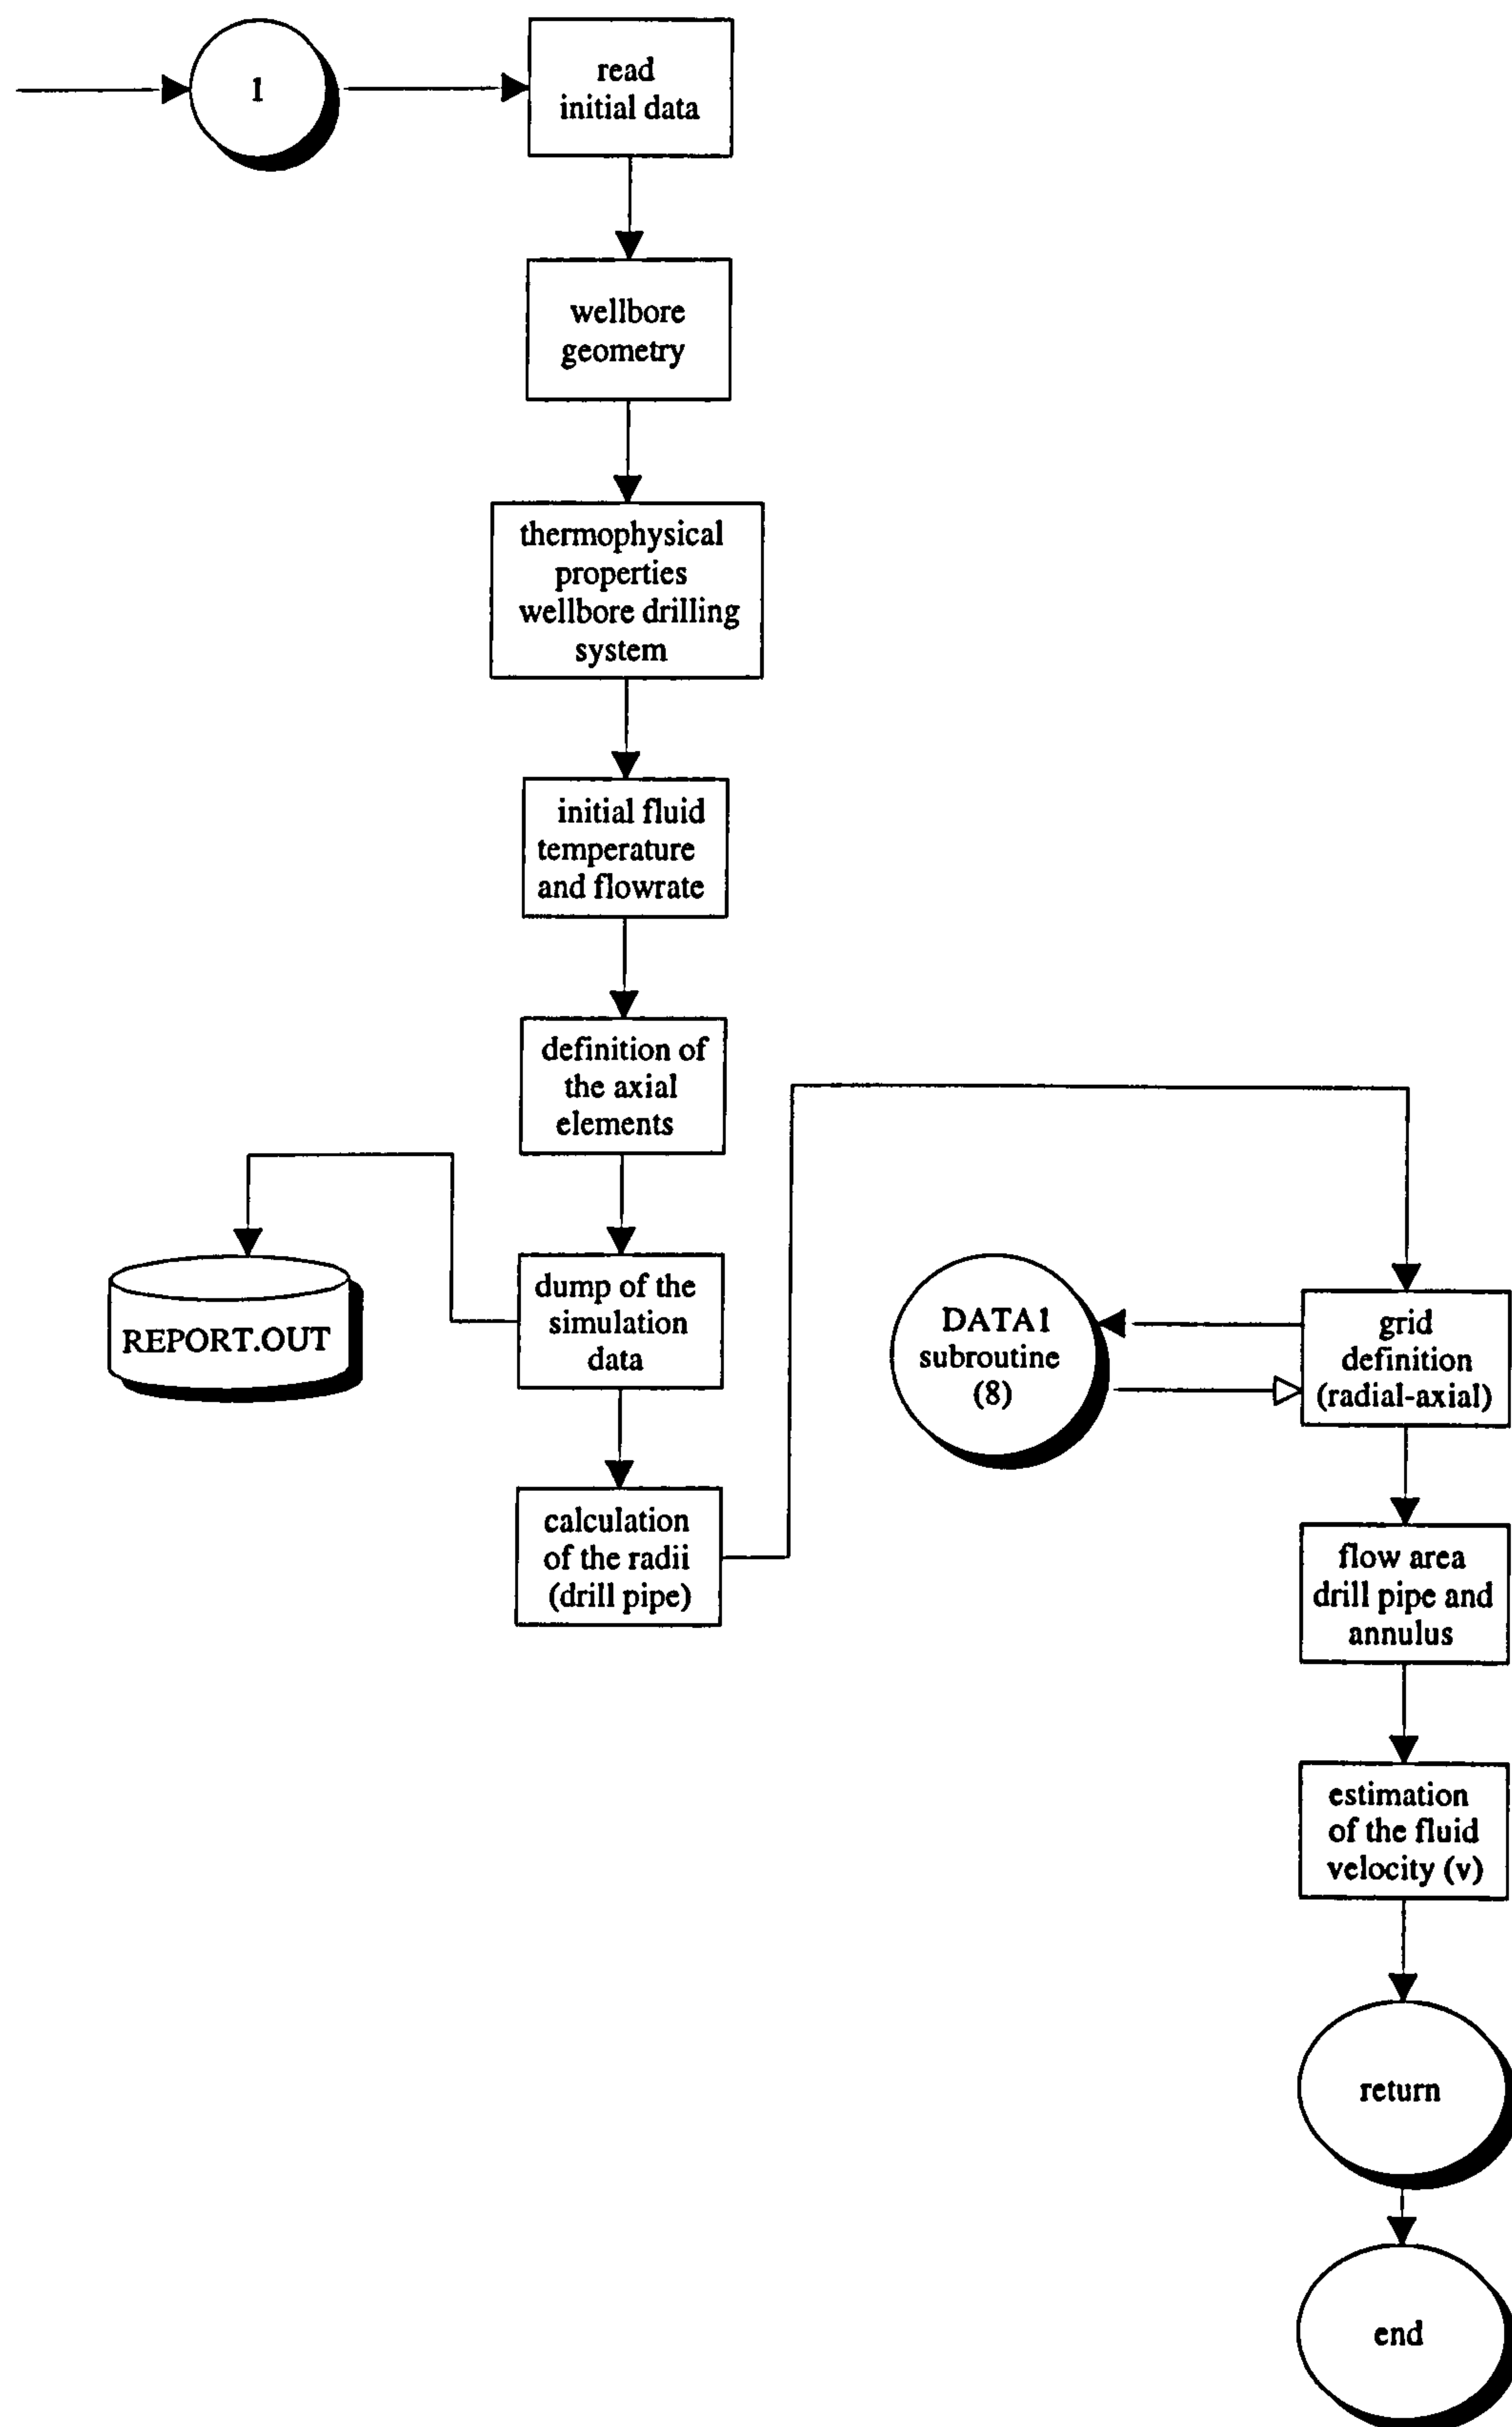 1
read
initial data
wellbore
geometry
thermophysical
properties
wellbore drilling
system
initial fluid
temperature
and flowrate
definition of
the axial
elements
dump of the
simulation
data
REPORT.OUT
calculation
of the radii
(drill pipe)
DATA1
subroutine
(8)
grid
definition
(radial-axial)
flow area
drill pipe and
annulus
estimation
of the fluid
velocity (v)
return
end